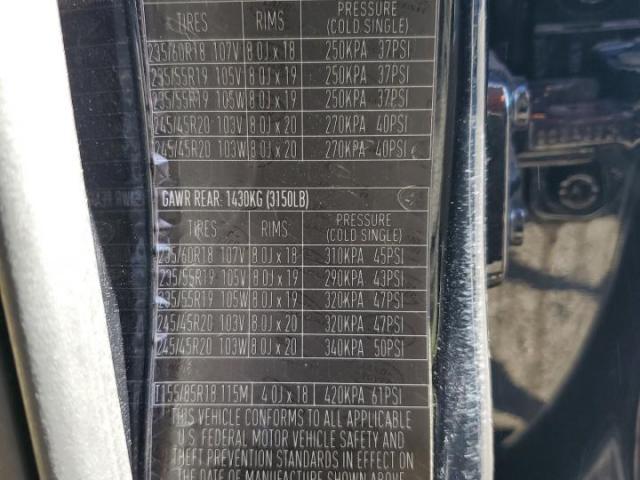 TIRES RIMS PRESSURE (COLD SINGLE)
235/60R18 107V 8.0J x 18 250KPA 37PSI
235/55R19 105V 8.0J x 19 250KPA 37PSI
235/55R19 105W 8.0J x 19 250KPA 37PSI
245/45R20 103V 8.0J x 20 270KPA 40PSI
245/45R20 103W 8.0J x 20 270KPA 40PSI
GAWR REAR: 1430KG (3150LB)
TIRES RIMS PRESSURE (COLD SINGLE)
235/60R18 107V 8.0J x 18 310KPA 45PSI
235/55R19 105V 8.0J x 19 290KPA 43PSI
235/55R19 105W 8.0J x 19 320KPA 47PSI
245/45R20 103V 8.0J x 20 320KPA 47PSI
245/45R20 103W 8.0J x 20 340KPA 50PSI
T155/85R18 115M 4.0J x 18 420KPA 61PSI
THIS VEHICLE CONFORMS TO ALL APPLICABLE
U.S. FEDERAL MOTOR VEHICLE SAFETY AND
THEFT PREVENTION STANDARDS IN EFFECT ON
THE DATE OF MANUFACTURE SHOWN ABOVE